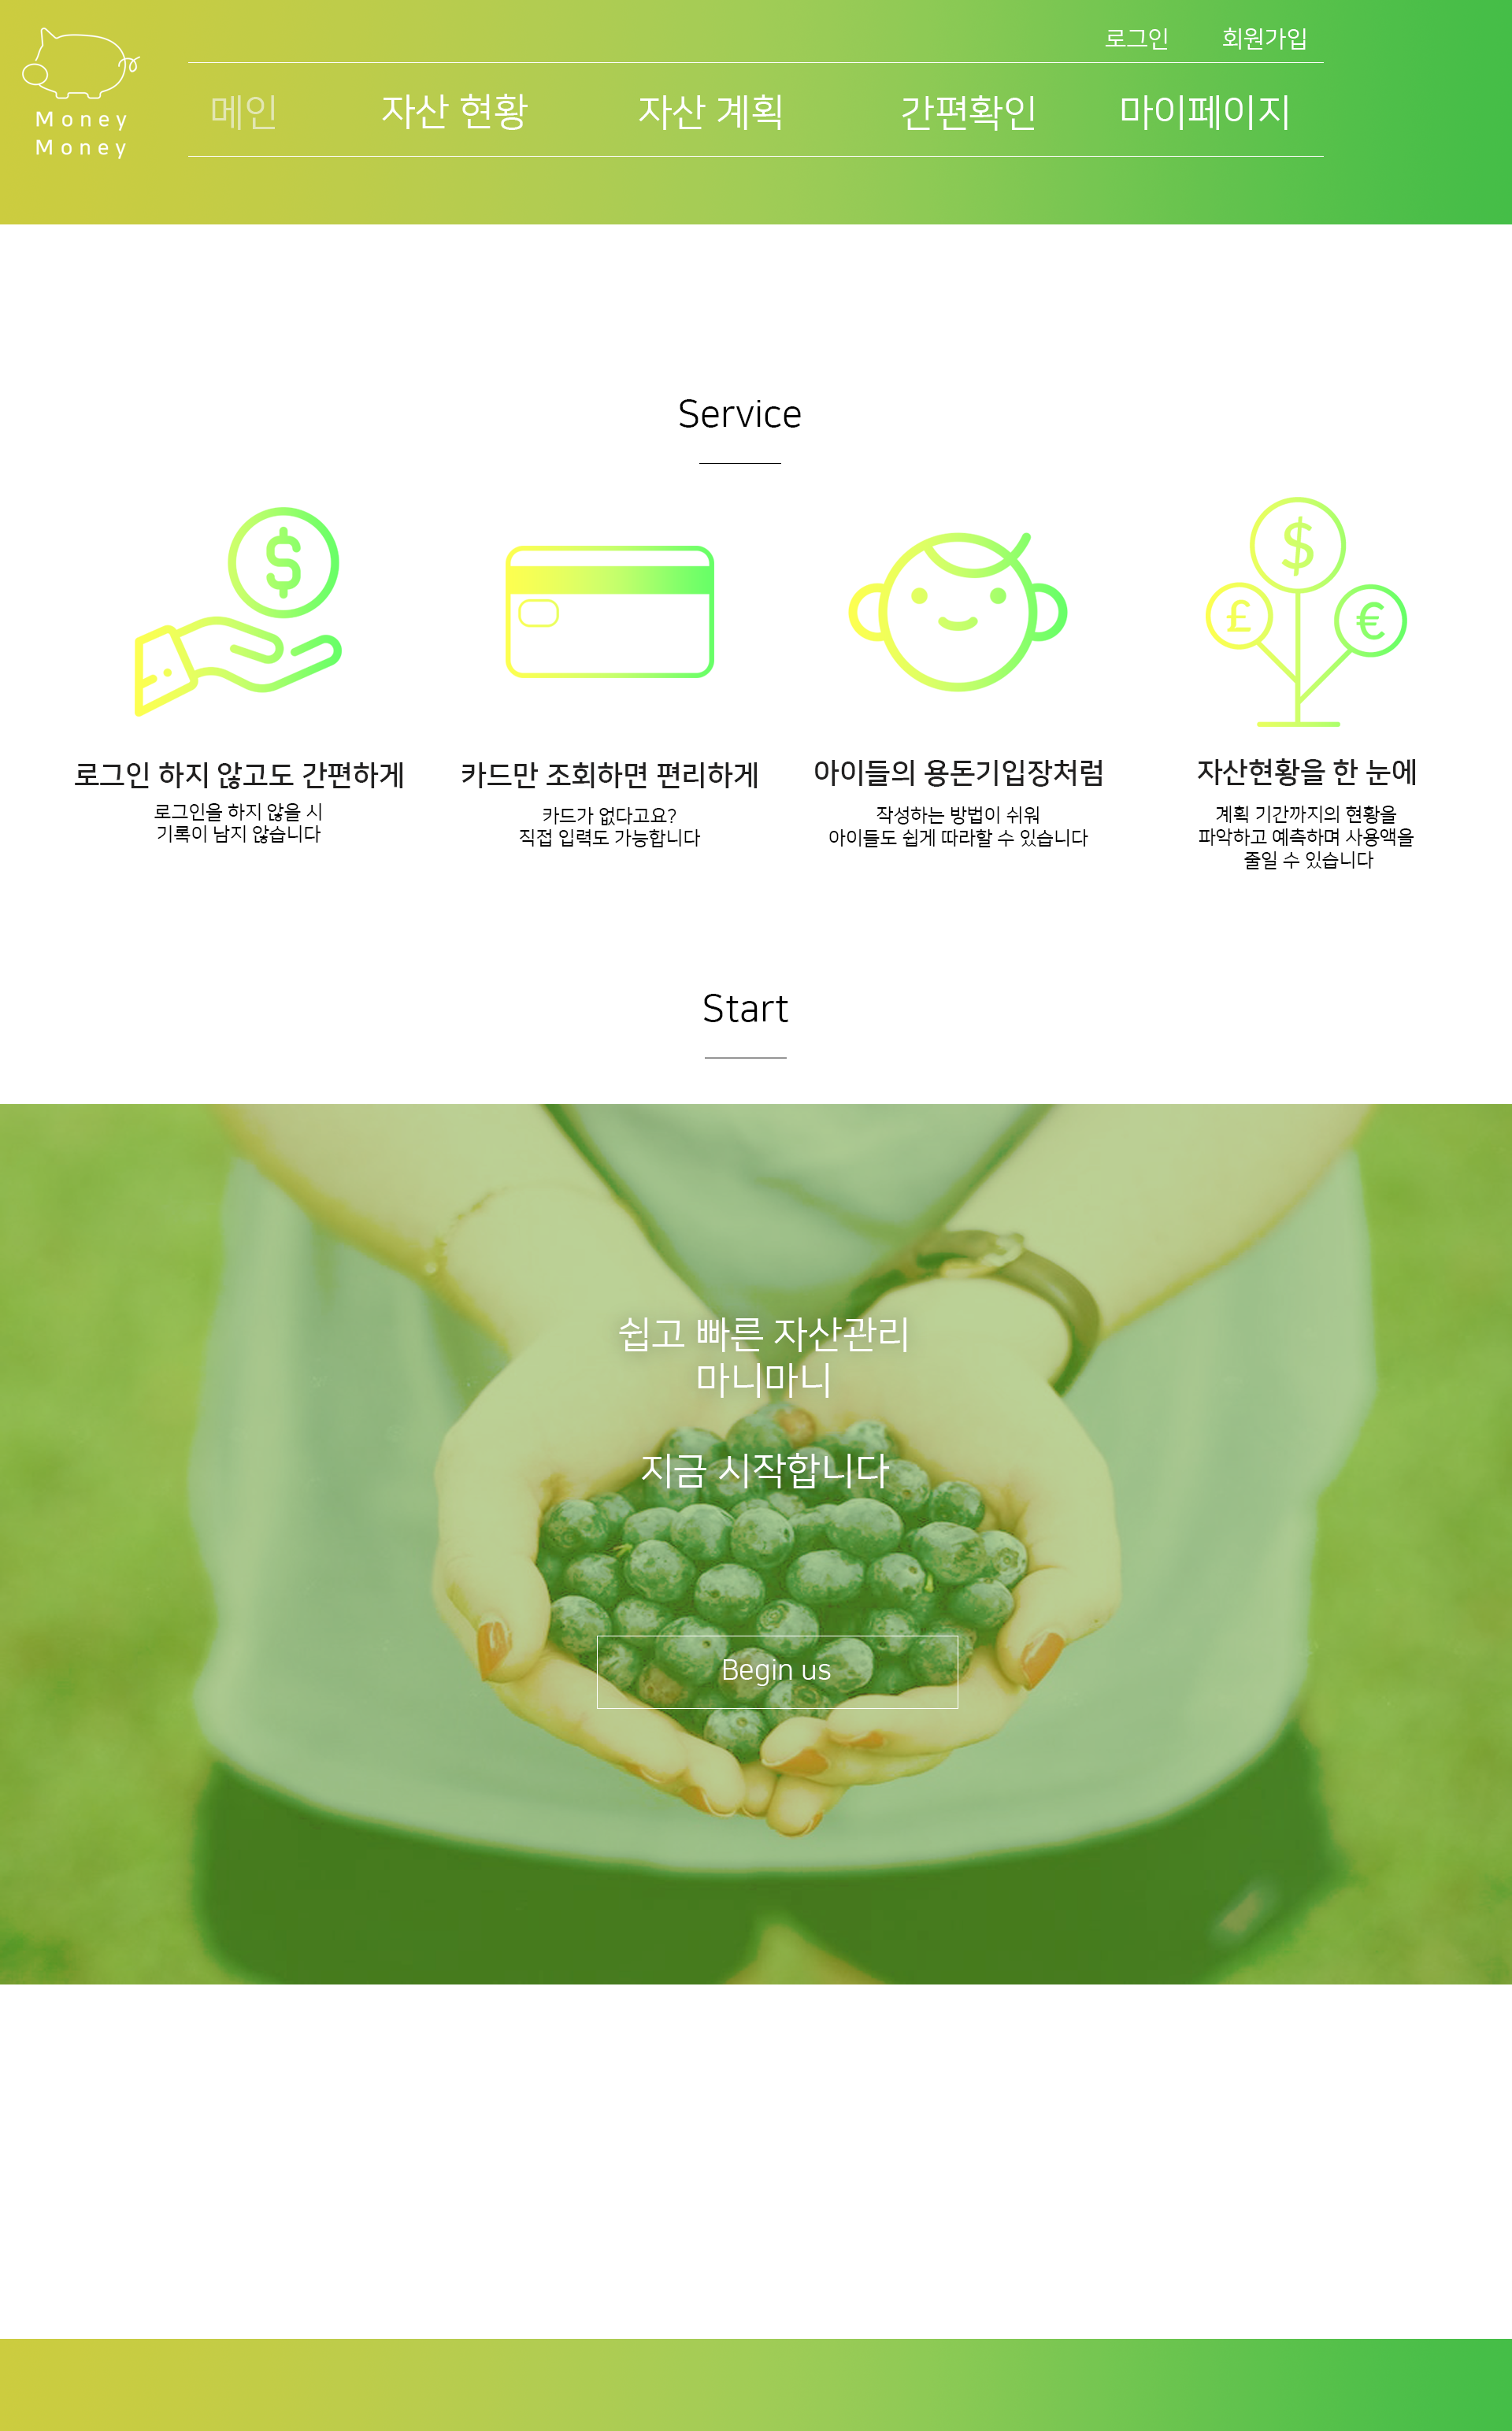 로그인 회원가입
Money
Money
메인 자산 현황 자산 계획 간편확인 마이페이지
Service
$
$
£
€
로그인 하지 않고도 간편하게
로그인을 하지 않을 시
기록이 남지 않습니다
카드만 조회하면 편리하게
카드가 없다고요?
직접 입력도 가능합니다
아이들의 용돈기입장처럼
작성하는 방법이 쉬워
아이들도 쉽게 따라할 수 있습니다
자산현황을 한 눈에
계획 기간까지의 현황을
파악하고 예측하며 사용액을
줄일 수 있습니다
Start
쉽고 빠른 자산관리
마니마니
지금 시작합니다
Begin us